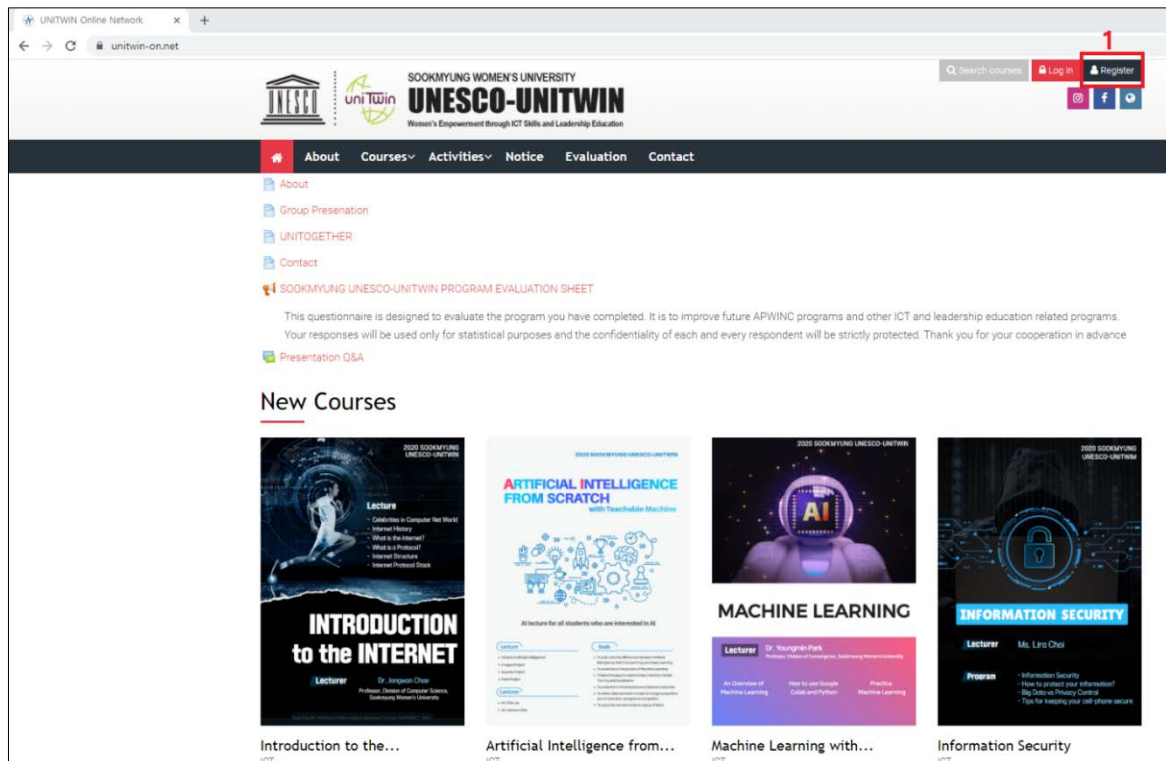 UNITWIN Online Network
unitwin-on.net
1
Search courses
Log in
Register
UNESCO
uniTwin
SOOKMYUNG WOMEN'S UNIVERSITY
UNESCO-UNITWIN
Women's Empowerment through ICT Skills and Leadership Education
About Courses Activities Notice Evaluation Contact
About
Group Presenation
UNITOGETHER
Contact
SOOKMYUNG UNESCO-UNITWIN PROGRAM EVALUATION SHEET
This questionnaire is designed to evaluate the program you have completed. It is to improve future APWINC programs and other ICT and leadership education related programs.
Your responses will be used only for statistical purposes and the confidentiality of each and every respondent will be strictly protected. Thank you for your cooperation in advance
Presentation Q&A
New Courses
2020 SOOKMYUNG
UNESCO-UNITWIN
Lecture
- Celebrities in Computer Net World
- Internet History
- What is the Internet?
- What is a Protocol?
- Internet Structure
- Internet Protocol Stack
INTRODUCTION
to the INTERNET
Lecturer Dr. Jongwon Choe
Professor, Division of Computer Science,
Sookmyung Women's University
2020 SOOKMYUNG UNESCO-UNITWIN
ARTIFICIAL INTELLIGENCE
FROM SCRATCH
with Teachable Machine
AI lecture for all students who are interested in AI
Lecture
Goals
Lecturer
2020 SOOKMYUNG UNESCO-UNITWIN
AI
MACHINE LEARNING
Lecturer Dr. Youngmin Park
Professor, Division of Convergence, Sookmyung Women's University
An Overview of
Machine Learning
How to use Google
Colab and Python
Practice
Machine Learning
2020 SOOKMYUNG
UNESCO-UNITWIN
INFORMATION SECURITY
Lecturer Ms. Lira Choi
Program
- Information Security
- How to protect your information?
- Big Data vs Privacy Control
- Tips for keeping your cell-phone secure
Introduction to the...
Artificial Intelligence from...
Machine Learning with...
Information Security